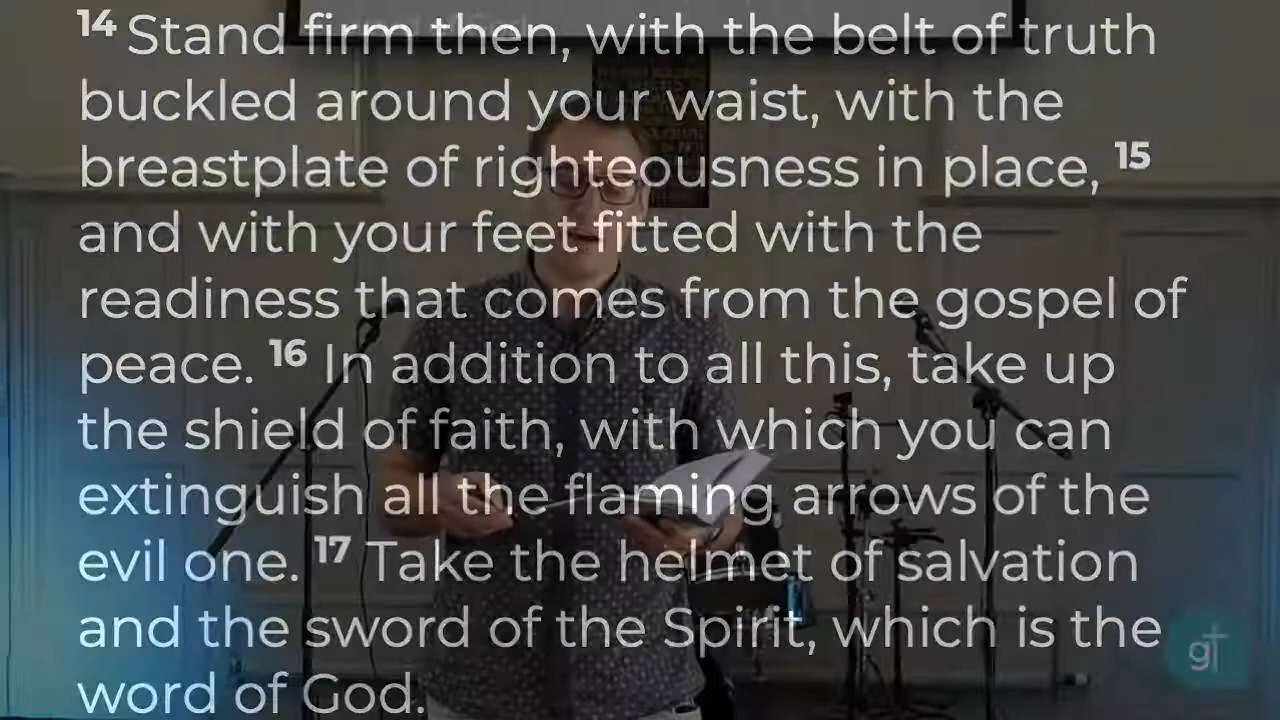 14 Stand firm then, with the belt of truth
buckled around your waist, with the
breastplate of righteousness in place, 15
and with your feet fitted with the
readiness that comes from the gospel of
peace. 16 In addition to all this, take up
the shield of faith, with which you can
extinguish all the flaming arrows of the
evil one. 17 Take the helmet of salvation
and the sword of the Spirit, which is the
word of God.
g